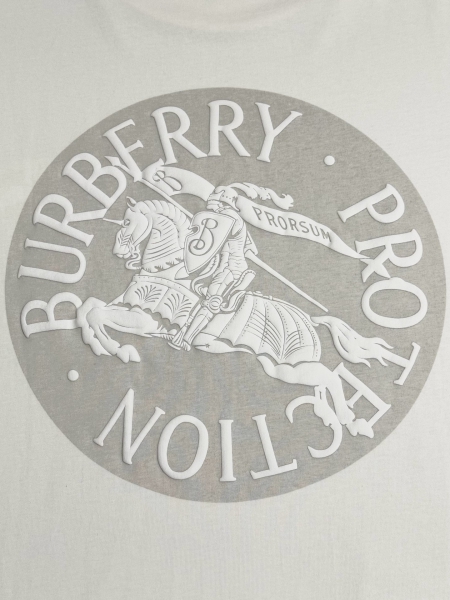 BURBERRY · PROTECTION ·
PRORSUM
B